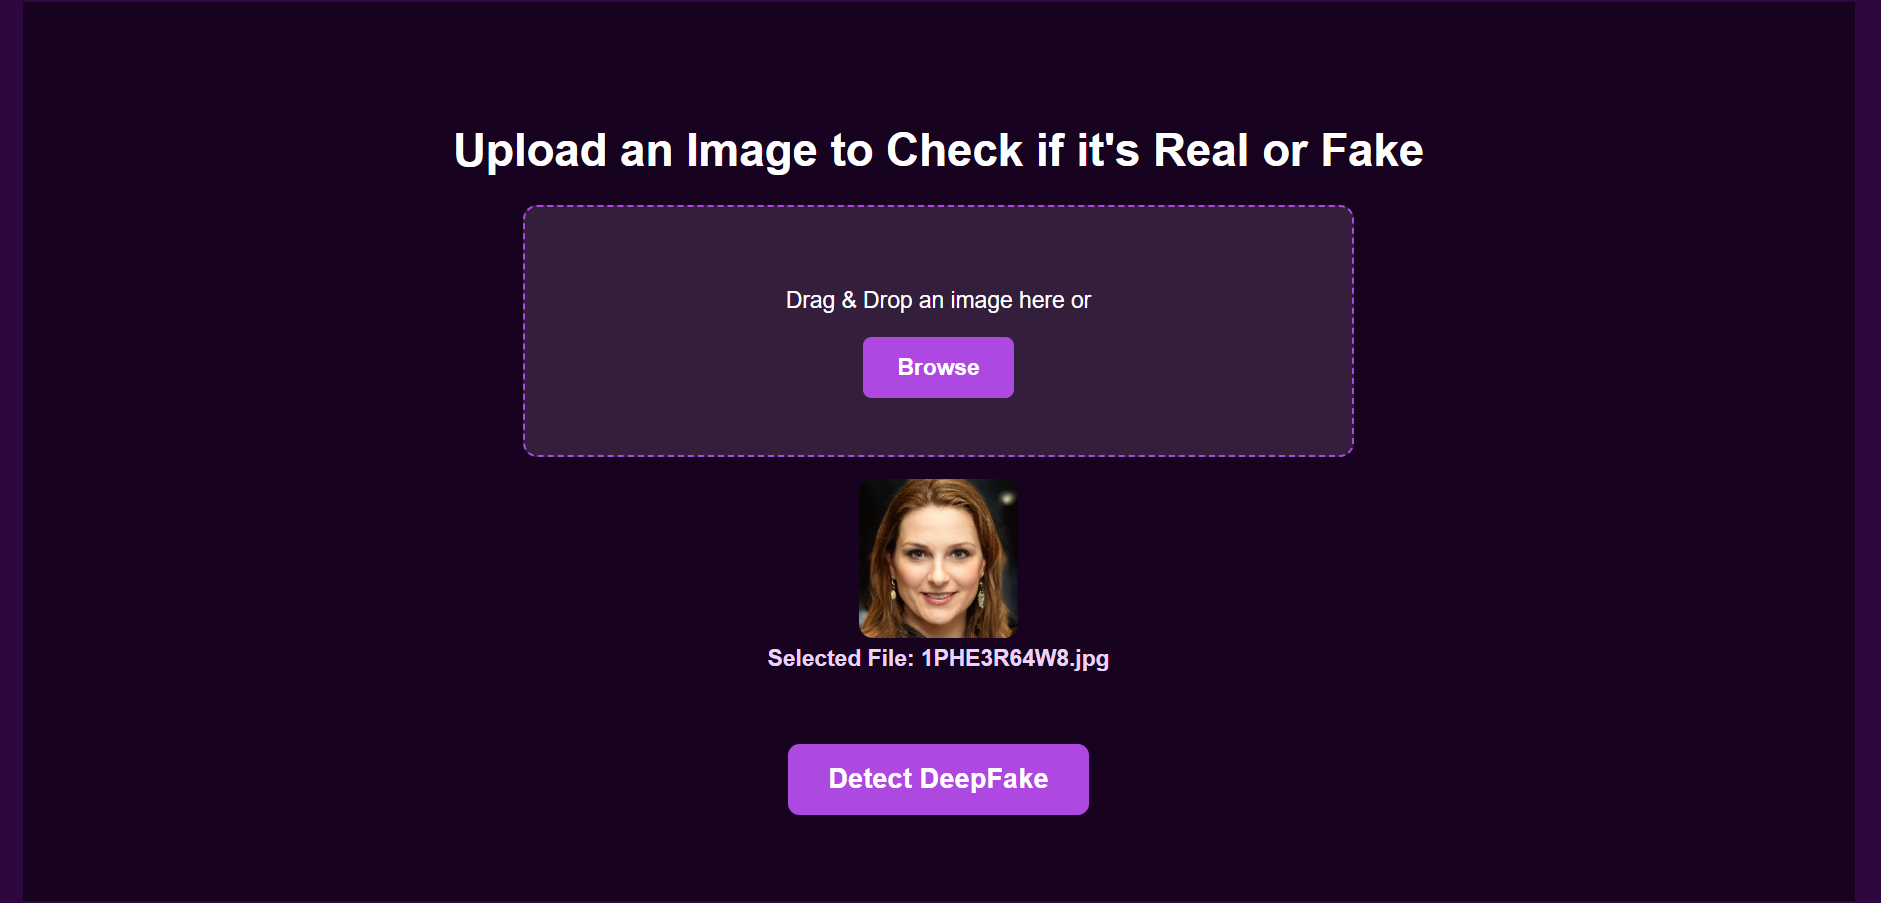 Upload an Image to Check if it's Real or Fake
Drag & Drop an image here or
Browse
Selected File: 1PHE3R64W8.jpg
Detect DeepFake